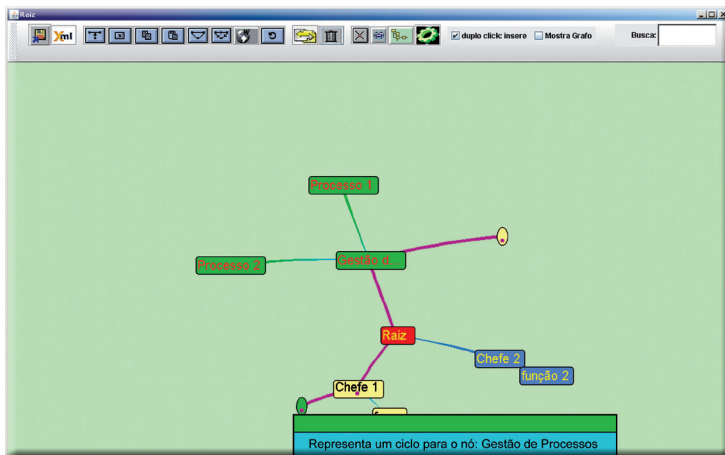 Raiz
Xml
duplo click: insere
Mostra Grafo
Busca:
Processo 1
Gestão d...
Processo 2
Raiz
Chefe 2
função 2
Chefe 1
Representa um ciclo para o nó: Gestão de Processos